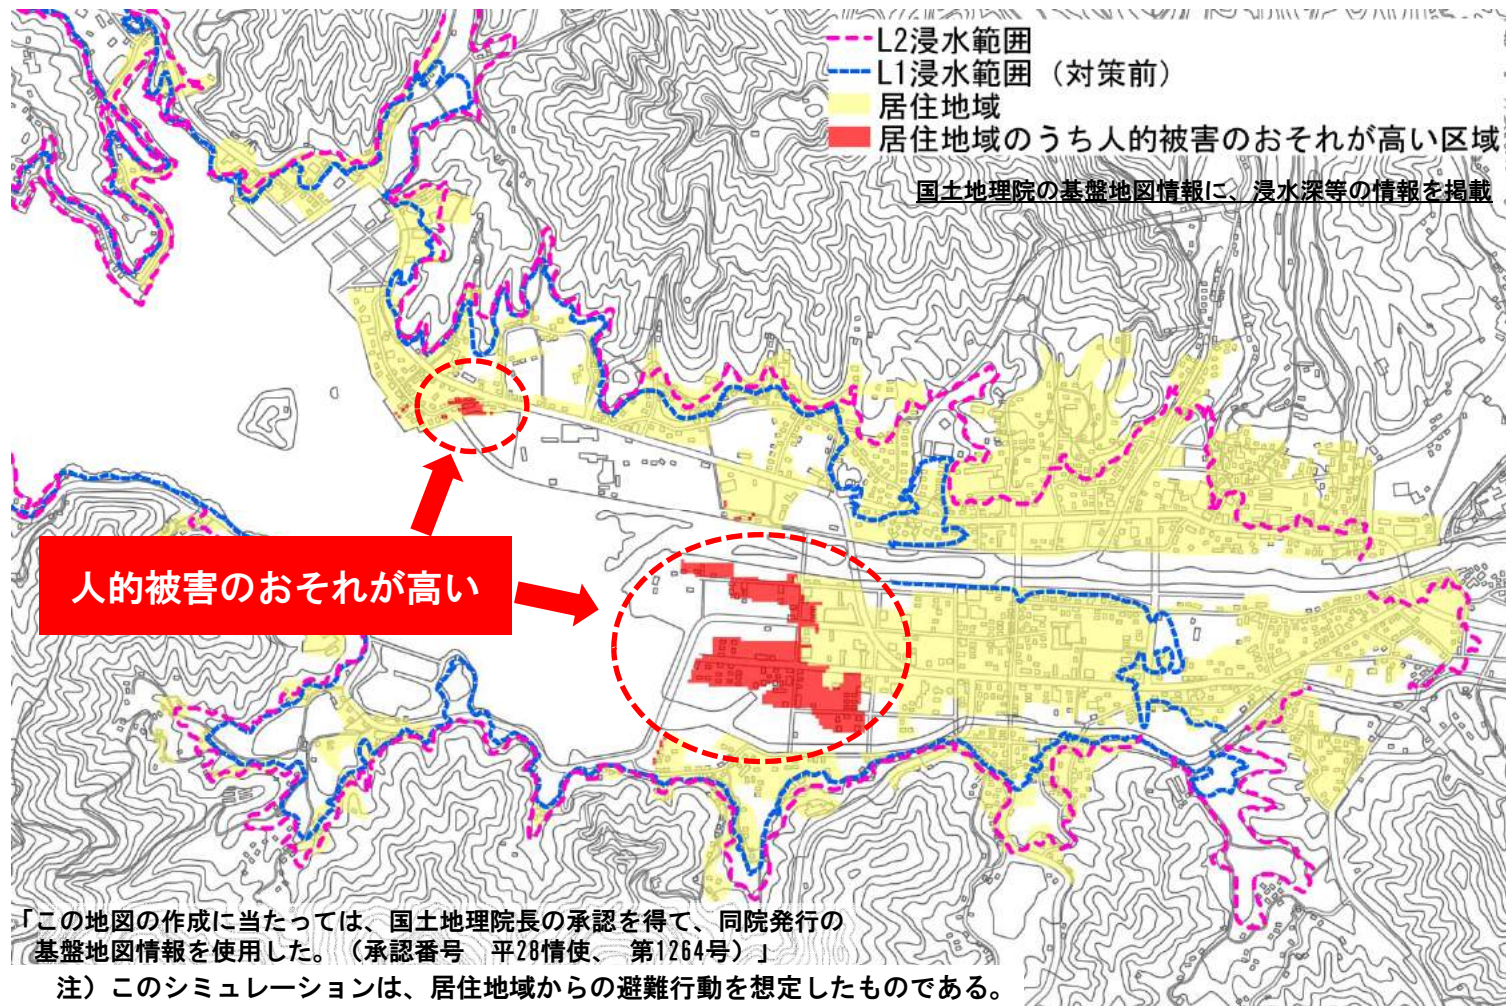 L2浸水範囲
L1浸水範囲（対策前）
居住地域
居住地域のうち人的被害のおそれが高い区域
国土地理院の基盤地図情報に、浸水深等の情報を掲載
人的被害のおそれが高い
「この地図の作成に当たっては、国土地理院長の承認を得て、同院発行の
基盤地図情報を使用した。（承認番号　平28情使、　第1264号）」
注）このシミュレーションは、居住地域からの避難行動を想定したものである。